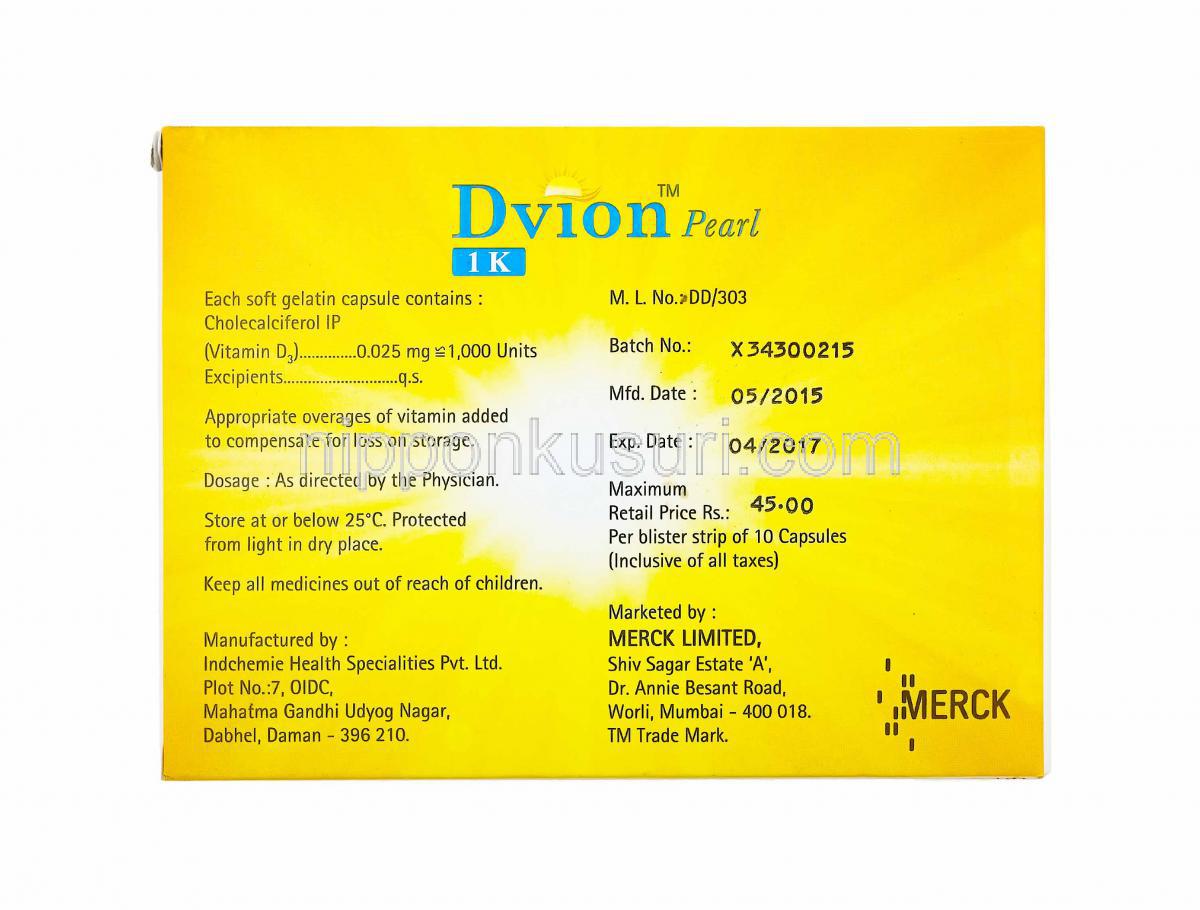 Dvion™ Pearl
1 K
Each soft gelatin capsule contains :
Cholecalciferol IP
(Vitamin D3)..............0.025 mg ≅1,000 Units
Excipients............................q.s.
Appropriate overages of vitamin added
to compensate for loss on storage.
Dosage : As directed by the Physician.
Store at or below 25°C. Protected
from light in dry place.
Keep all medicines out of reach of children.
Manufactured by :
Indchemie Health Specialities Pvt. Ltd.
Plot No.:7, OIDC,
Mahatma Gandhi Udyog Nagar,
Dabhel, Daman - 396 210.
M. L. No.: DD/303
Batch No.: X34300215
Mfd. Date : 05/2015
Exp. Date : 04/2017
Maximum
Retail Price Rs.: 45.00
Per blister strip of 10 Capsules
(Inclusive of all taxes)
Marketed by :
MERCK LIMITED,
Shiv Sagar Estate 'A',
Dr. Annie Besant Road,
Worli, Mumbai - 400 018.
TM Trade Mark.
MERCK
nipponkusuri.com